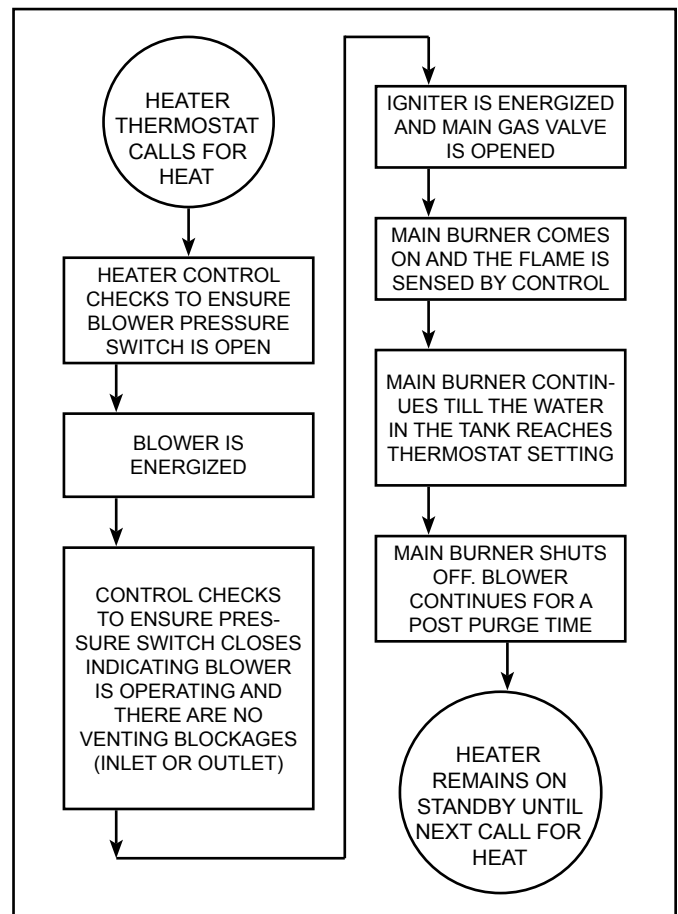 HEATER
THERMOSTAT
CALLS FOR
HEAT
HEATER CONTROL
CHECKS TO ENSURE
BLOWER PRESSURE
SWITCH IS OPEN
BLOWER IS
ENERGIZED
CONTROL CHECKS
TO ENSURE PRES-
SURE SWITCH CLOSES
INDICATING BLOWER
IS OPERATING AND
THERE ARE NO
VENTING BLOCKAGES
(INLET OR OUTLET)
IGNITER IS ENERGIZED
AND MAIN GAS VALVE
IS OPENED
MAIN BURNER COMES
ON AND THE FLAME IS
SENSED BY CONTROL
MAIN BURNER CONTIN-
UES TILL THE WATER
IN THE TANK REACHES
THERMOSTAT SETTING
MAIN BURNER SHUTS
OFF. BLOWER
CONTINUES FOR A
POST PURGE TIME
HEATER
REMAINS ON
STANDBY UNTIL
NEXT CALL FOR
HEAT